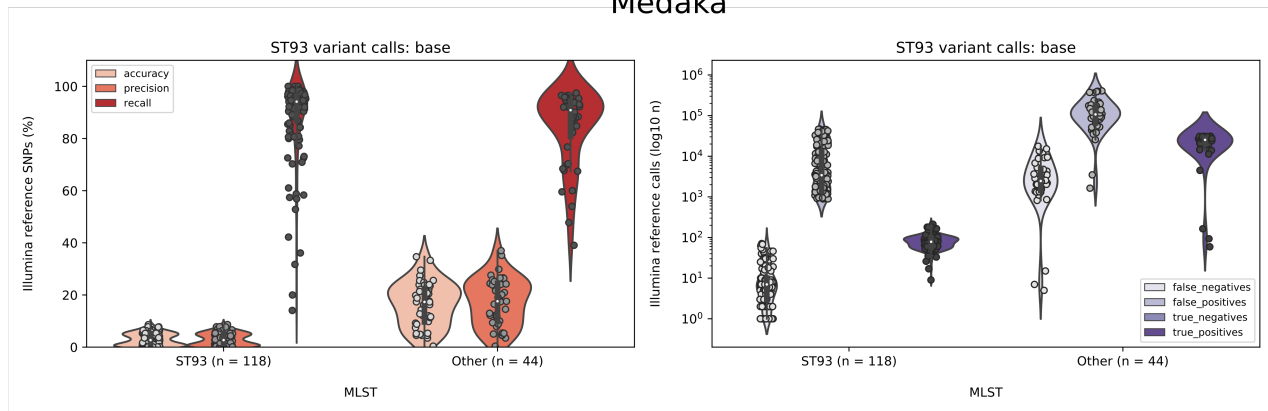 Medaka
ST93 variant calls: base
accuracy
precision
recall
Illumina reference SNPs (%)
100
80
60
40
20
0
ST93 (n = 118)
Other (n = 44)
MLST
ST93 variant calls: base
Illumina reference calls (log10 n)
10⁶
10⁵
10⁴
10³
10²
10¹
10⁰
false_negatives
false_positives
true_negatives
true_positives
ST93 (n = 118)
Other (n = 44)
MLST